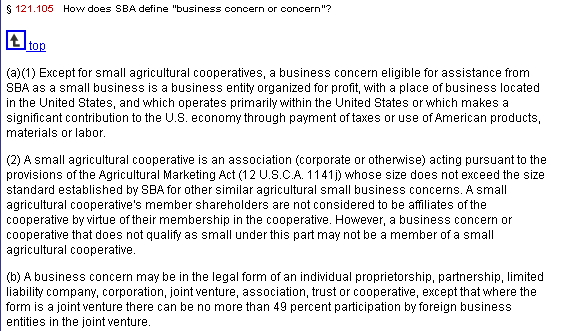 § 121.105 How does SBA define "business concern or concern"?
top
(a)(1) Except for small agricultural cooperatives, a business concern eligible for assistance from
SBA as a small business is a business entity organized for profit, with a place of business located
in the United States, and which operates primarily within the United States or which makes a
significant contribution to the U.S. economy through payment of taxes or use of American products,
materials or labor.
(2) A small agricultural cooperative is an association (corporate or otherwise) acting pursuant to the
provisions of the Agricultural Marketing Act (12 U.S.C.A. 1141j) whose size does not exceed the size
standard established by SBA for other similar agricultural small business concerns. A small
agricultural cooperative's member shareholders are not considered to be affiliates of the
cooperative by virtue of their membership in the cooperative. However, a business concern or
cooperative that does not qualify as small under this part may not be a member of a small
agricultural cooperative.
(b) A business concern may be in the legal form of an individual proprietorship, partnership, limited
liability company, corporation, joint venture, association, trust or cooperative, except that where the
form is a joint venture there can be no more than 49 percent participation by foreign business
entities in the joint venture.